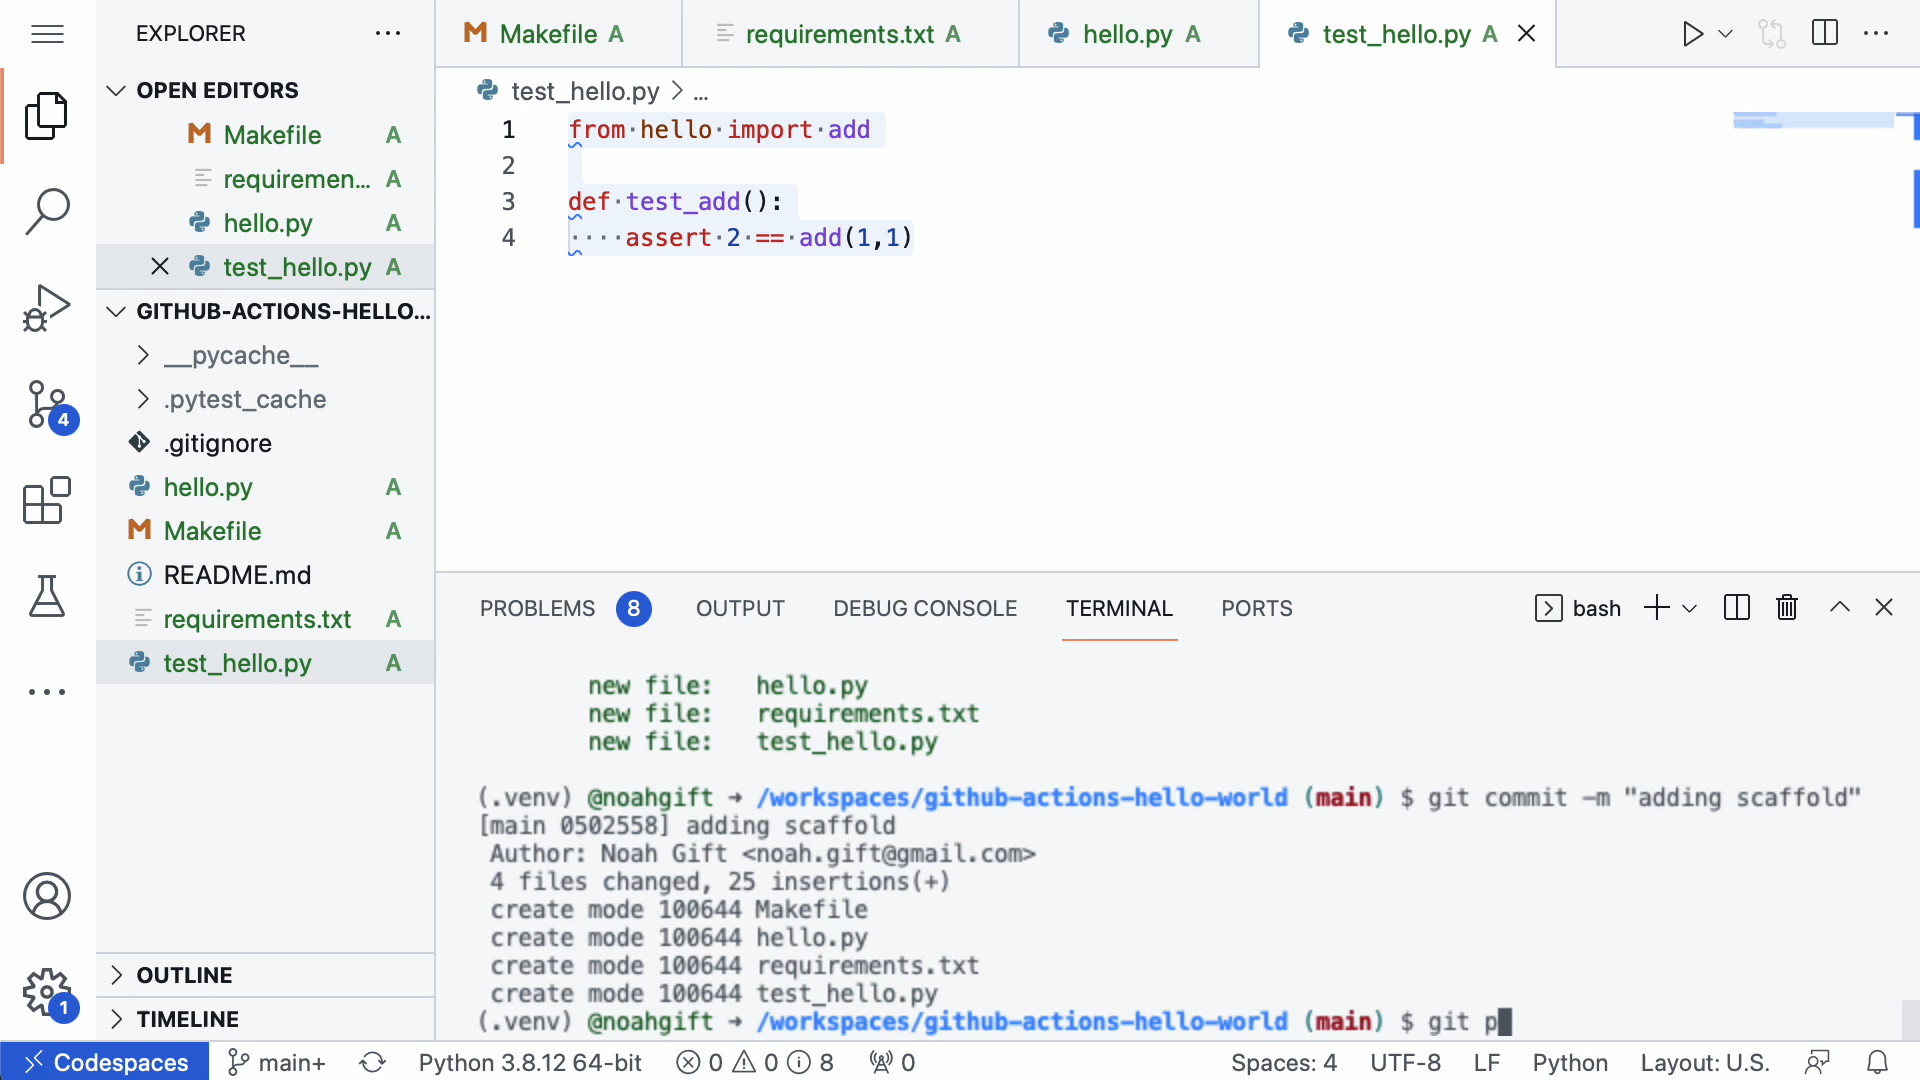 EXPLORER
OPEN EDITORS
Makefile A
requiremen... A
hello.py A
test_hello.py A
GITHUB-ACTIONS-HELLO...
__pycache__
.pytest_cache
.gitignore
hello.py A
Makefile A
README.md
requirements.txt A
test_hello.py A
OUTLINE
TIMELINE
4
1
Makefile A
requirements.txt A
hello.py A
test_hello.py A
test_hello.py > ...
1 from·hello·import·add
2
3 def·test_add():
4 ····assert·2·==·add(1,1)
PROBLEMS 8 OUTPUT DEBUG CONSOLE TERMINAL PORTS bash
new file: hello.py
new file: requirements.txt
new file: test_hello.py
(.venv) @noahgift ➜ /workspaces/github-actions-hello-world (main) $ git commit -m "adding scaffold"
[main 0502558] adding scaffold
Author: Noah Gift <noah.gift@gmail.com>
4 files changed, 25 insertions(+)
create mode 100644 Makefile
create mode 100644 hello.py
create mode 100644 requirements.txt
create mode 100644 test_hello.py
(.venv) @noahgift ➜ /workspaces/github-actions-hello-world (main) $ git p
Codespaces main+ Python 3.8.12 64-bit 0 0 8 0 Spaces: 4 UTF-8 LF Python Layout: U.S.